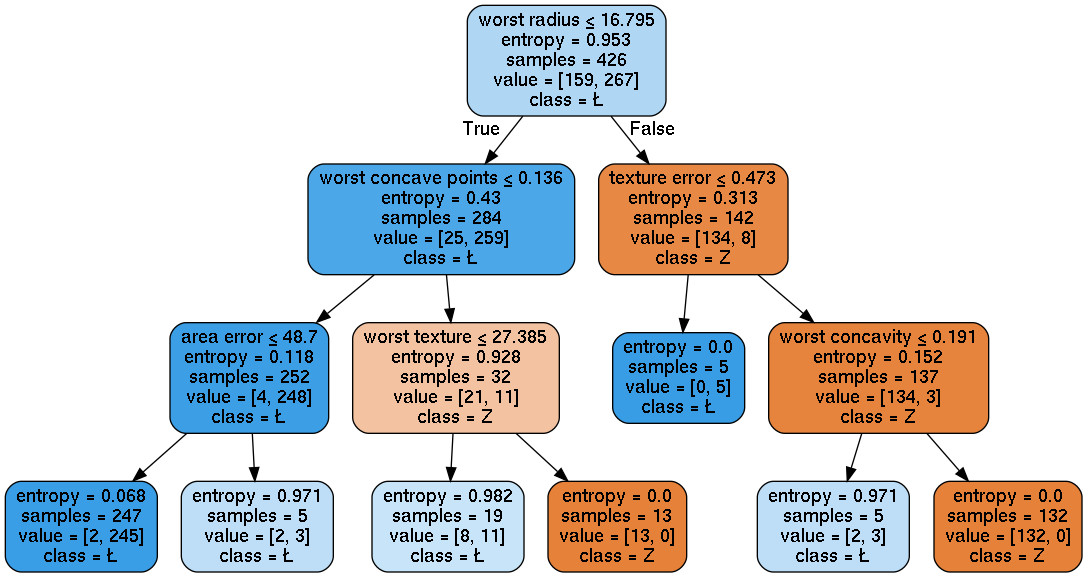 worst radius ≤ 16.795
entropy = 0.953
samples = 426
value = [159, 267]
class = Ł
True
False
worst concave points ≤ 0.136
entropy = 0.43
samples = 284
value = [25, 259]
class = Ł
texture error ≤ 0.473
entropy = 0.313
samples = 142
value = [134, 8]
class = Z
area error ≤ 48.7
entropy = 0.118
samples = 252
value = [4, 248]
class = Ł
worst texture ≤ 27.385
entropy = 0.928
samples = 32
value = [21, 11]
class = Z
entropy = 0.0
samples = 5
value = [0, 5]
class = Ł
worst concavity ≤ 0.191
entropy = 0.152
samples = 137
value = [134, 3]
class = Z
entropy = 0.068
samples = 247
value = [2, 245]
class = Ł
entropy = 0.971
samples = 5
value = [2, 3]
class = Ł
entropy = 0.982
samples = 19
value = [8, 11]
class = Ł
entropy = 0.0
samples = 13
value = [13, 0]
class = Z
entropy = 0.971
samples = 5
value = [2, 3]
class = Ł
entropy = 0.0
samples = 132
value = [132, 0]
class = Z